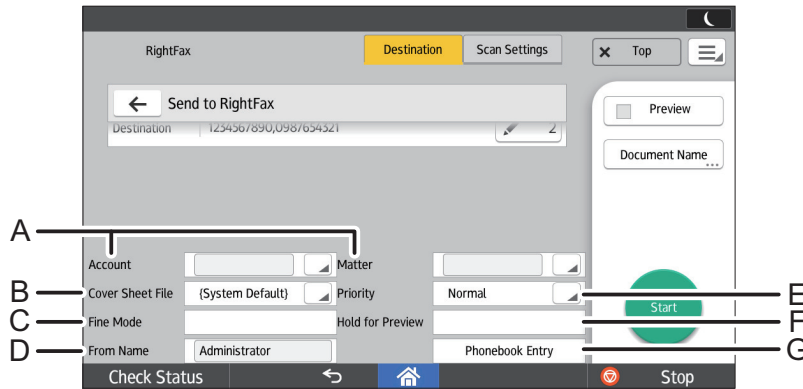 RightFax Destination Scan Settings × Top
← Send to RightFax
Preview
Destination 1234567890,0987654321 2
Document Name...
A
Account Matter
B Cover Sheet File {System Default} Priority Normal E
Start
C Fine Mode Hold for Preview F
D From Name Administrator Phonebook Entry G
Check Status Stop